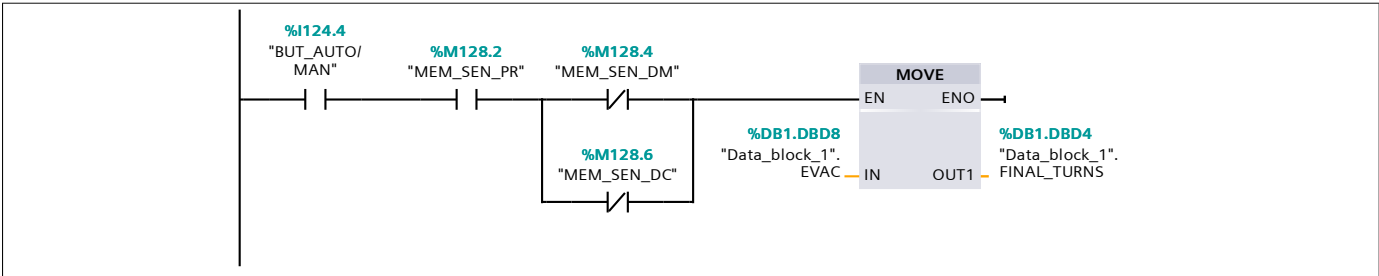 %I124.4
"BUT_AUTO/
MAN"
%M128.2
"MEM_SEN_PR"
%M128.4
"MEM_SEN_DM"
%M128.6
"MEM_SEN_DC"
MOVE
EN ENO
%DB1.DBD8
"Data_block_1".
EVAC
IN OUT1
%DB1.DBD4
"Data_block_1".
FINAL_TURNS